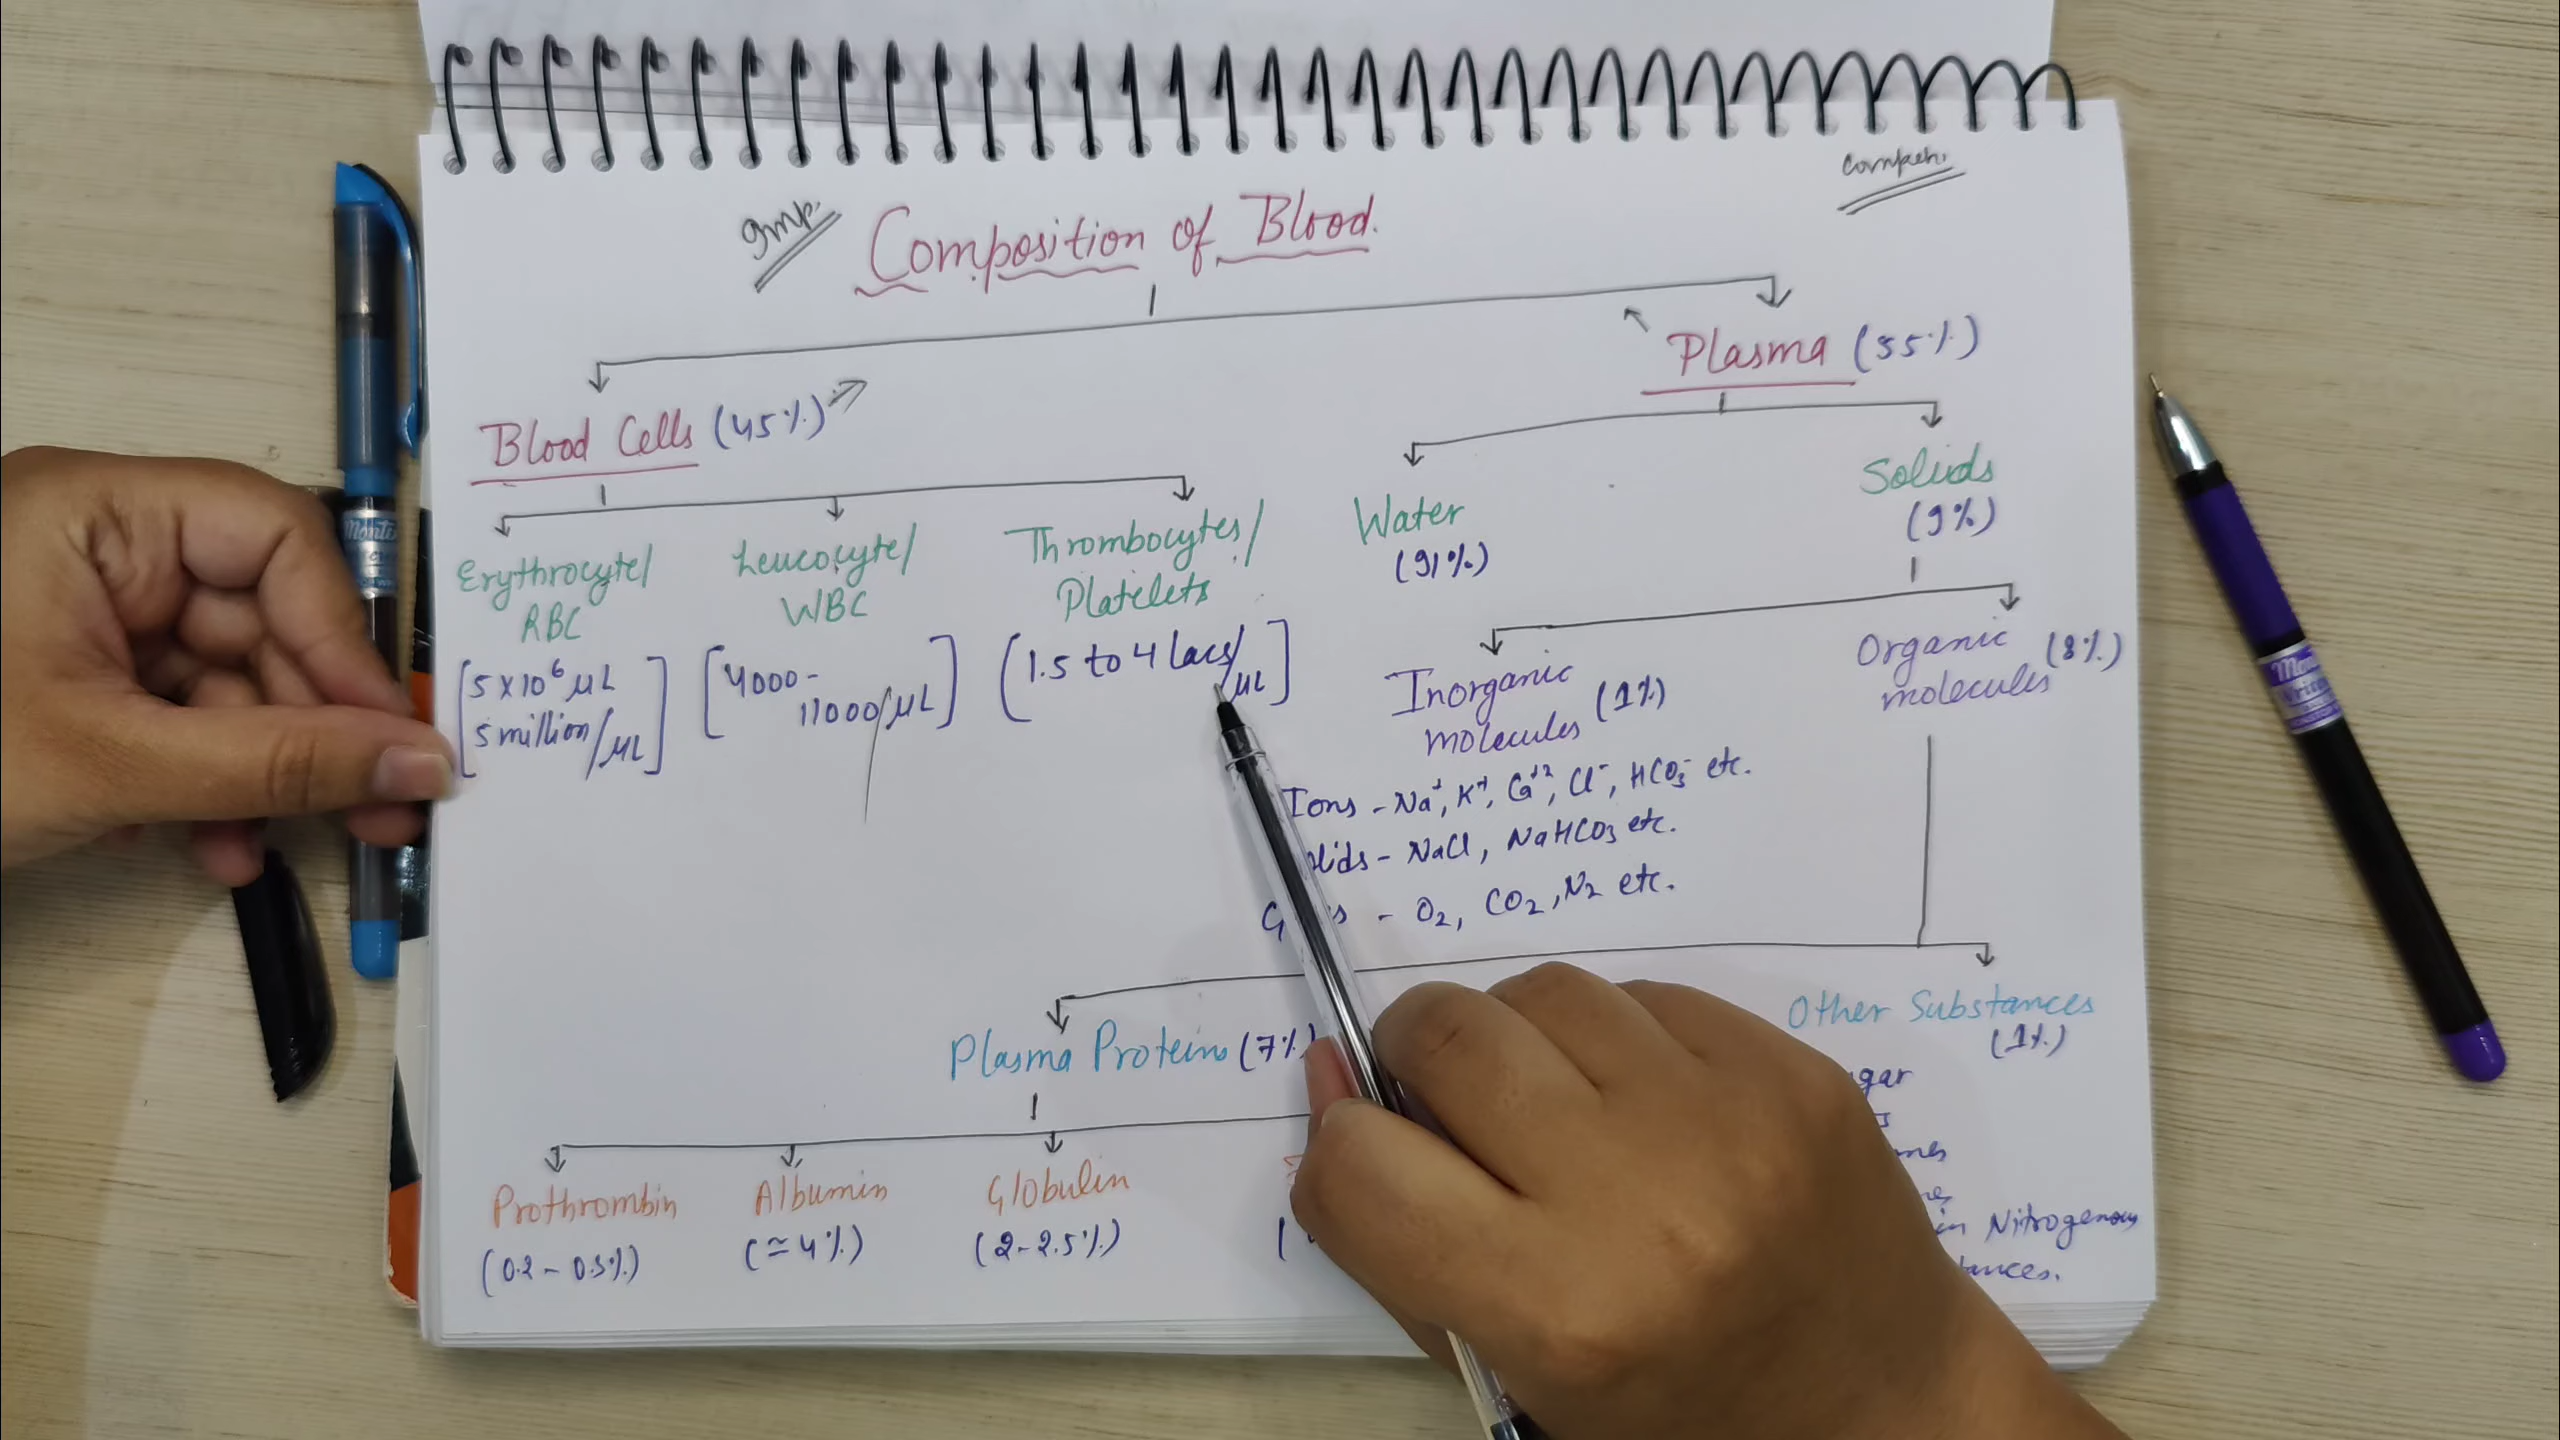 Composition of Blood.
Plasma (55%)
Blood Cells (45%)
Solids
(9%)
Water
(91%)
Erythrocyte/
RBC
Leucocyte/
WBC
Thrombocytes/
Platelets
[5 x 10⁶ µL
5 million/µL]
[4000-
11000/µL]
[1.5 to 4 lacs/
µL]
Inorganic
molecules (1%)
Organic
molecules (8%)
Ions - Na⁺, K⁺, Ca⁺², Cl⁻, HCO₃⁻ etc.
- NaCl, NaHCO₃ etc.
- O₂, CO₂, N₂ etc.
Plasma Proteins (7%)
Other Substances
(1%)
Prothrombin
(0.2 - 0.5%)
Albumin
(≃ 4%)
Globulin
(2-2.5%)
in Nitrogenous